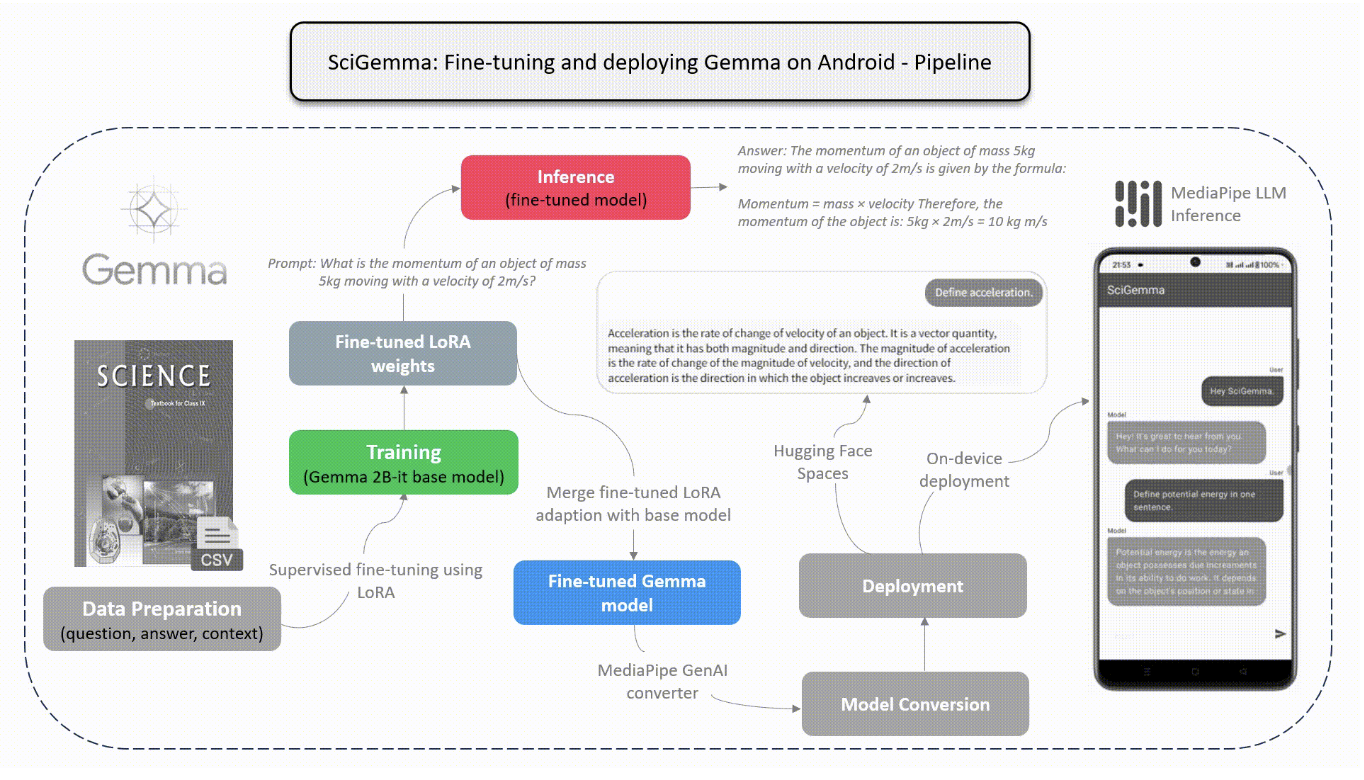 SciGemma: Fine-tuning and deploying Gemma on Android - Pipeline
Inference
(fine-tuned model)
Answer: The momentum of an object of mass 5kg
moving with a velocity of 2m/s is given by the formula:
Momentum = mass × velocity Therefore, the
momentum of the object is: 5kg × 2m/s = 10 kg m/s
MediaPipe LLM
Inference
Gemma
Prompt: What is the momentum of an object of mass
5kg moving with a velocity of 2m/s?
Fine-tuned LoRA
weights
Define acceleration.
Acceleration is the rate of change of velocity of an object. It is a vector quantity,
meaning that it has both magnitude and direction. The magnitude of acceleration
is the rate of change of the magnitude of velocity, and the direction of
acceleration is the direction in which the object increaves or increaves.
SCIENCE
Textbook for Class IX
CSV
Training
(Gemma 2B-it base model)
Supervised fine-tuning using
LoRA
Data Preparation
(question, answer, context)
Merge fine-tuned LoRA
adaption with base model
Fine-tuned Gemma
model
MediaPipe GenAI
converter
Model Conversion
Deployment
Hugging Face
Spaces
On-device
deployment
21:53
100%
SciGemma
User
Hey SciGemma.
Model
Hey! It's great to hear from you.
What can I do for you today?
User
Define potential energy in one
sentence.
Model
Potential energy is the energy an
object possesses due increaments
in its ability to do work. It depends
on the object's position or state in